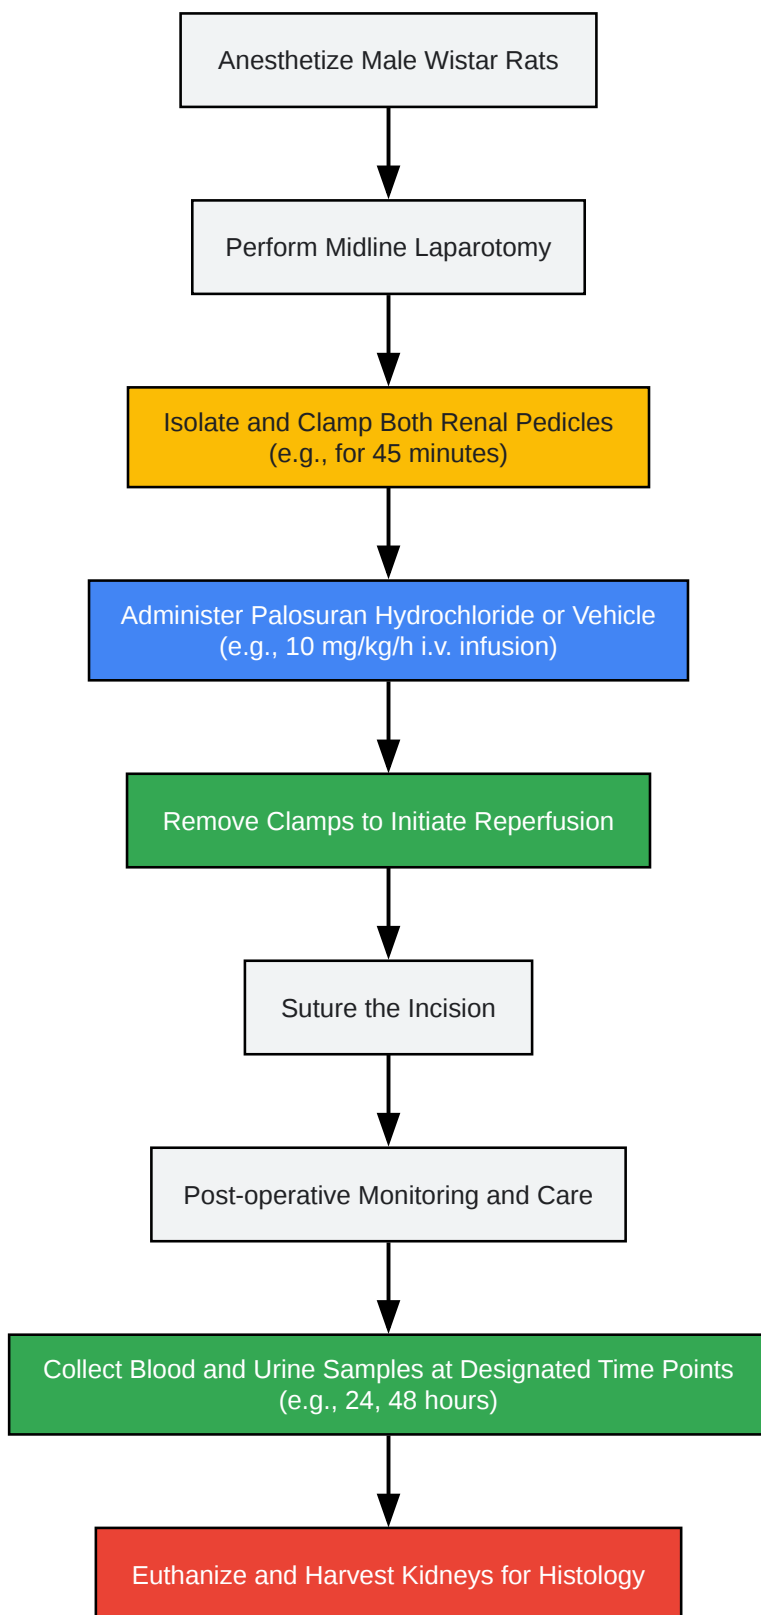 Anesthetize Male Wistar Rats
Perform Midline Laparotomy
Isolate and Clamp Both Renal Pedicles
(e.g., for 45 minutes)
Administer Palosuran Hydrochloride or Vehicle
(e.g., 10 mg/kg/h i.v. infusion)
Remove Clamps to Initiate Reperfusion
Suture the Incision
Post-operative Monitoring and Care
Collect Blood and Urine Samples at Designated Time Points
(e.g., 24, 48 hours)
Euthanize and Harvest Kidneys for Histology